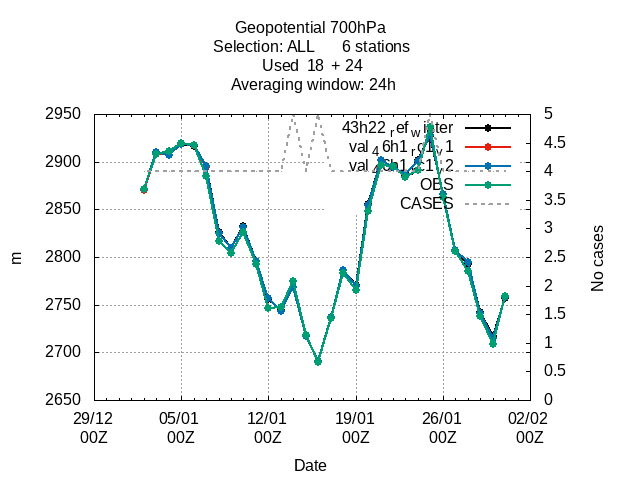 Geopotential 700hPa
Selection: ALL 6 stations
Used 18 + 24
Averaging window: 24h
43h22_ref_winter
val_46h1_rc1_v1
val_46h1_rc1_v2
OBS
CASES
2950
2900
2850
2800
2750
2700
2650
m
5
4.5
4
3.5
3
2.5
2
1.5
1
0.5
0
No cases
29/12 05/01 12/01 19/01 26/01 02/02
00Z 00Z 00Z 00Z 00Z 00Z
Date